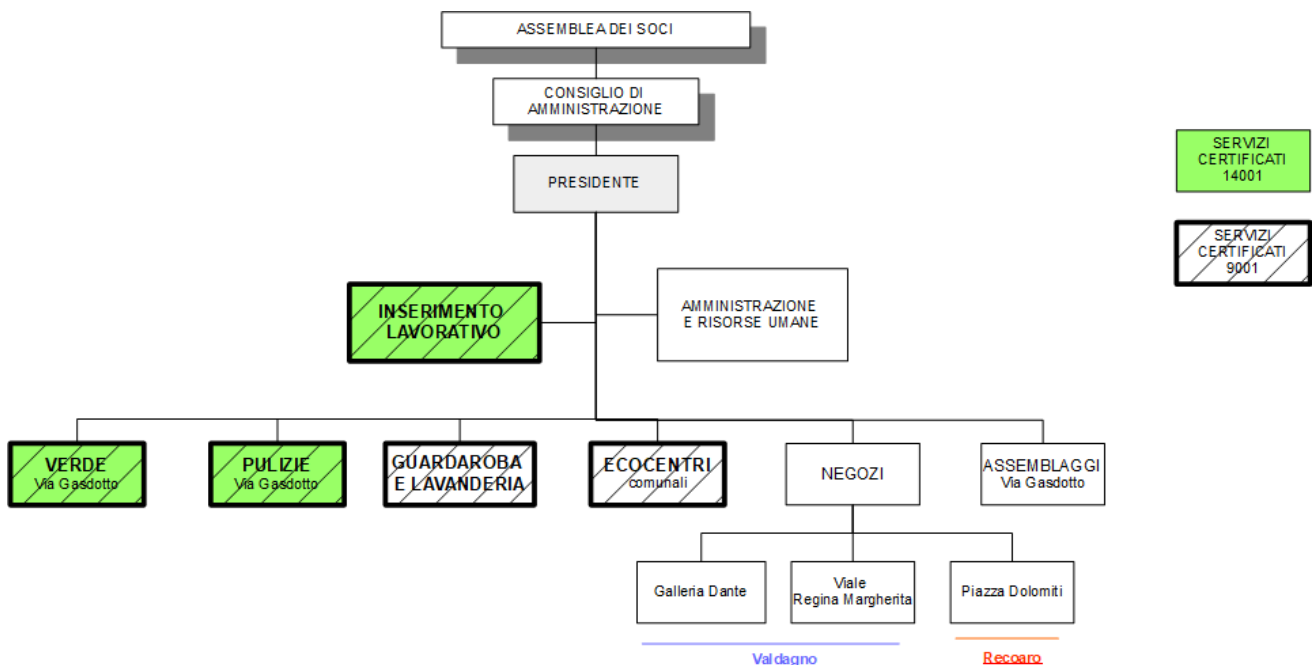 ASSEMBLEA DEI SOCI
CONSIGLIO DI
AMMINISTRAZIONE
PRESIDENTE
SERVIZI
CERTIFICATI
14001
SERVIZI
CERTIFICATI
9001
INSERIMENTO
LAVORATIVO
AMMINISTRAZIONE
E RISORSE UMANE
VERDE
Via Gasdotto
PULIZIE
Via Gasdotto
GUARDAROBA
E LAVANDERIA
ECOCENTRI
comunali
NEGOZI
ASSEMBLAGGI
Via Gasdotto
Galleria Dante
Viale
Regina Margherita
Piazza Dolomiti
Valdagno
Recoaro